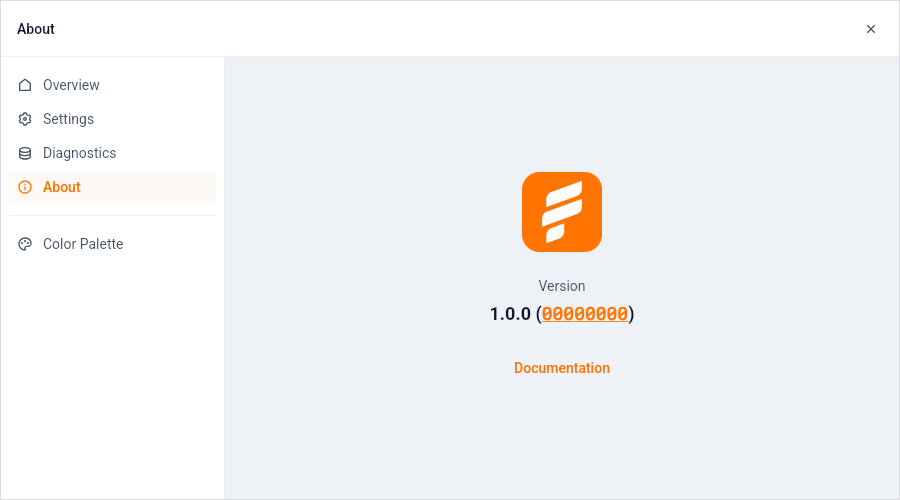 About
Overview
Settings
Diagnostics
About
Color Palette
Version
1.0.0 (00000000)
Documentation